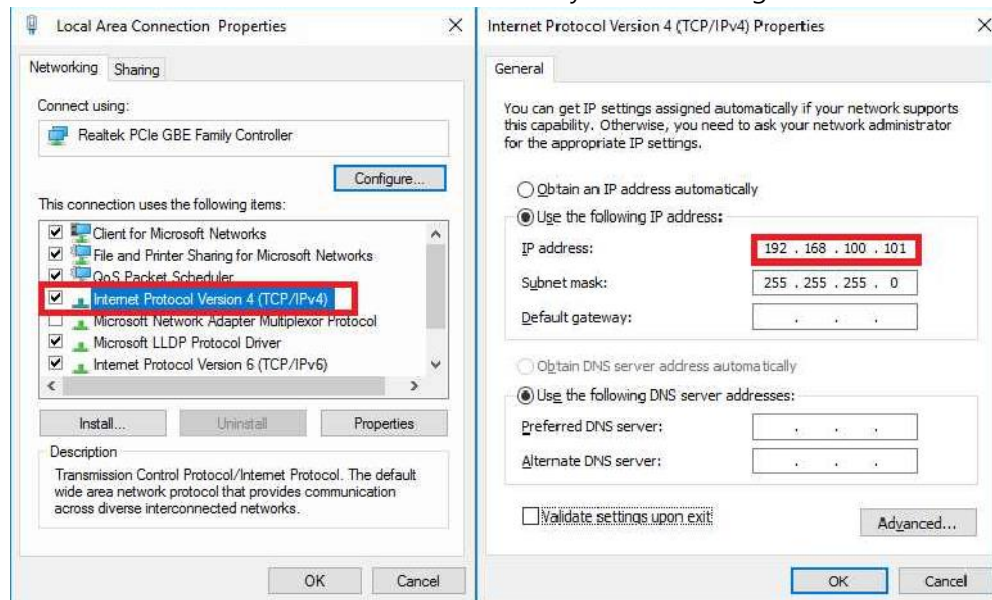 Local Area Connection Properties
Networking
Sharing
Connect using:
Realtek PCIe GBE Family Controller
Configure...
This connection uses the following items:
Client for Microsoft Networks
File and Printer Sharing for Microsoft Networks
QoS Packet Scheduler
Internet Protocol Version 4 (TCP/IPv4)
Microsoft Network Adapter Multiplexor Protocol
Microsoft LLDP Protocol Driver
Internet Protocol Version 6 (TCP/IPv6)
Install...
Uninstall
Properties
Description
Transmission Control Protocol/Internet Protocol. The default
wide area network protocol that provides communication
across diverse interconnected networks.
OK
Cancel
Internet Protocol Version 4 (TCP/IPv4) Properties
General
You can get IP settings assigned automatically if your network supports
this capability. Otherwise, you need to ask your network administrator
for the appropriate IP settings.
Obtain an IP address automatically
Use the following IP address:
IP address:
192 . 168 . 100 . 101
Subnet mask:
255 . 255 . 255 . 0
Default gateway:
. . .
Obtain DNS server address automatically
Use the following DNS server addresses:
Preferred DNS server:
. . .
Alternate DNS server:
. . .
Validate settings upon exit
Advanced...
OK
Cancel